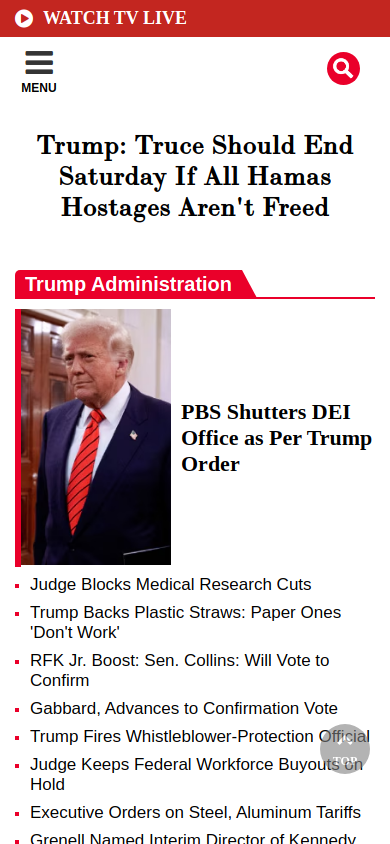 WATCH TV LIVE
MENU
Trump: Truce Should End
Saturday If All Hamas
Hostages Aren't Freed
Trump Administration
PBS Shutters DEI
Office as Per Trump
Order
Judge Blocks Medical Research Cuts
Trump Backs Plastic Straws: Paper Ones
'Don't Work'
RFK Jr. Boost: Sen. Collins: Will Vote to
Confirm
Gabbard, Advances to Confirmation Vote
Trump Fires Whistleblower-Protection Official
Judge Keeps Federal Workforce Buyouts on
Hold
TOP
Executive Orders on Steel, Aluminum Tariffs
Grenell Named Interim Director of Kennedy